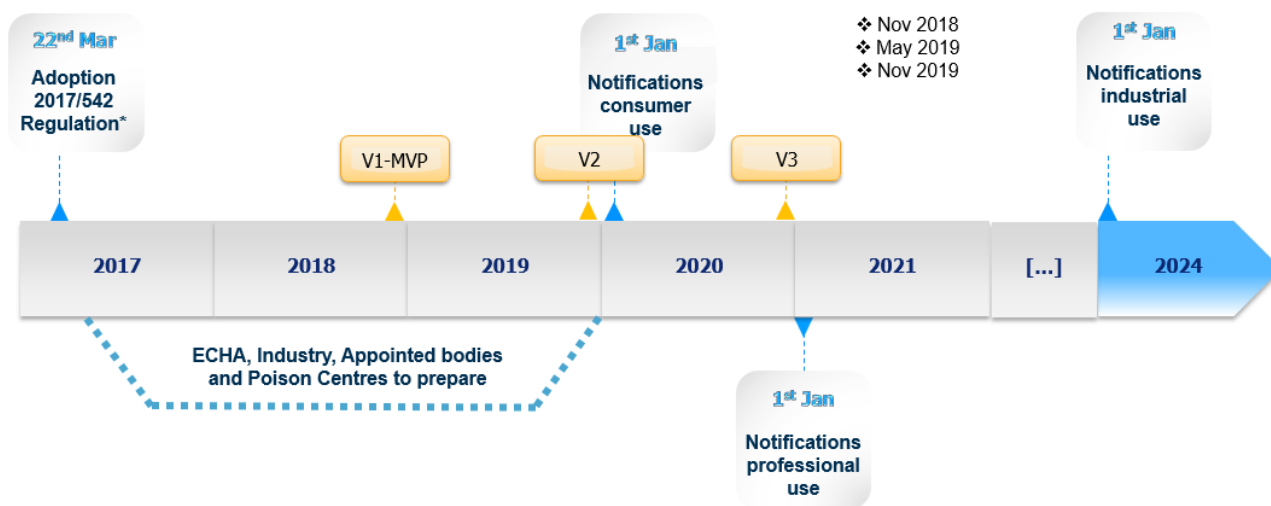 22nd Mar
Adoption
2017/542
Regulation*
1st Jan
Notifications
consumer
use
❖ Nov 2018
❖ May 2019
❖ Nov 2019
1st Jan
Notifications
industrial
use
V1-MVP
V2
V3
2017
2018
2019
2020
2021
[...]
2024
ECHA, Industry, Appointed bodies
and Poison Centres to prepare
1st Jan
Notifications
professional
use